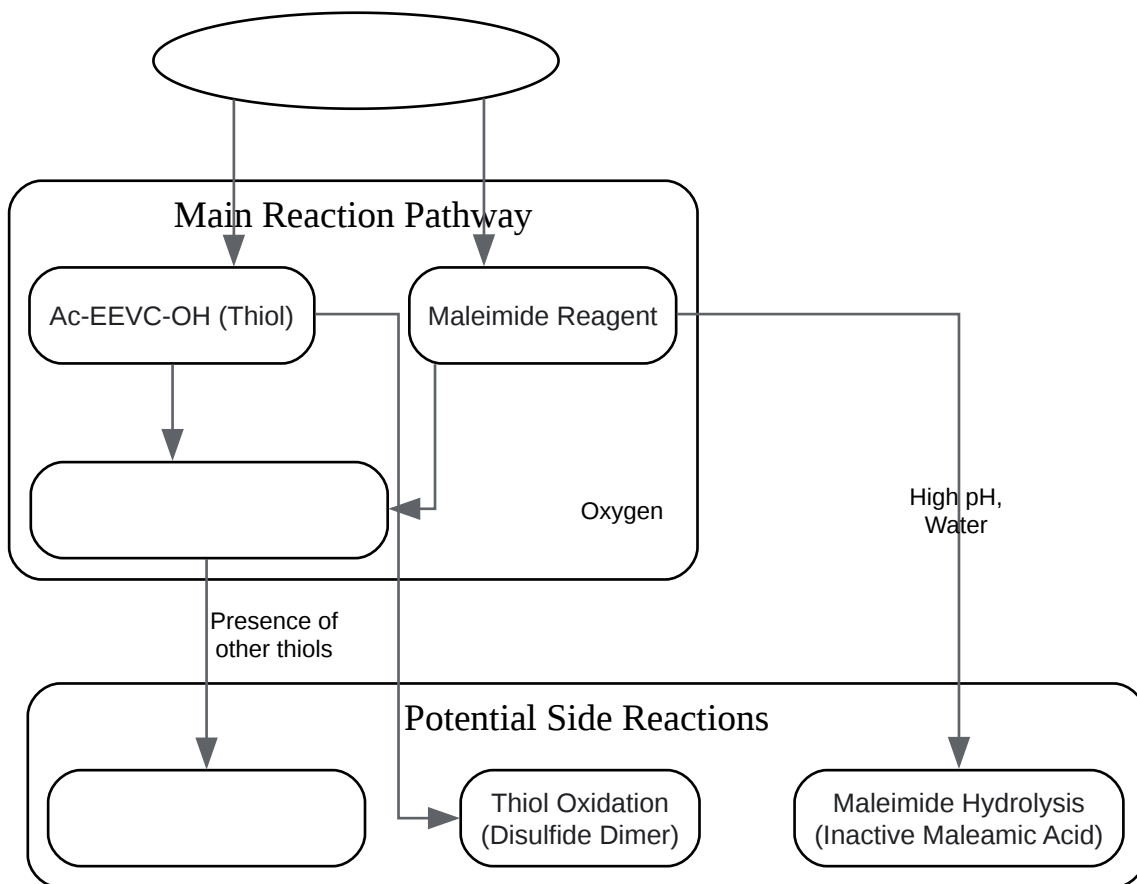 Main Reaction Pathway
Ac-EEVC-OH (Thiol)
Maleimide Reagent
Oxygen
High pH,
Water
Presence of
other thiols
Potential Side Reactions
Thiol Oxidation
(Disulfide Dimer)
Maleimide Hydrolysis
(Inactive Maleamic Acid)